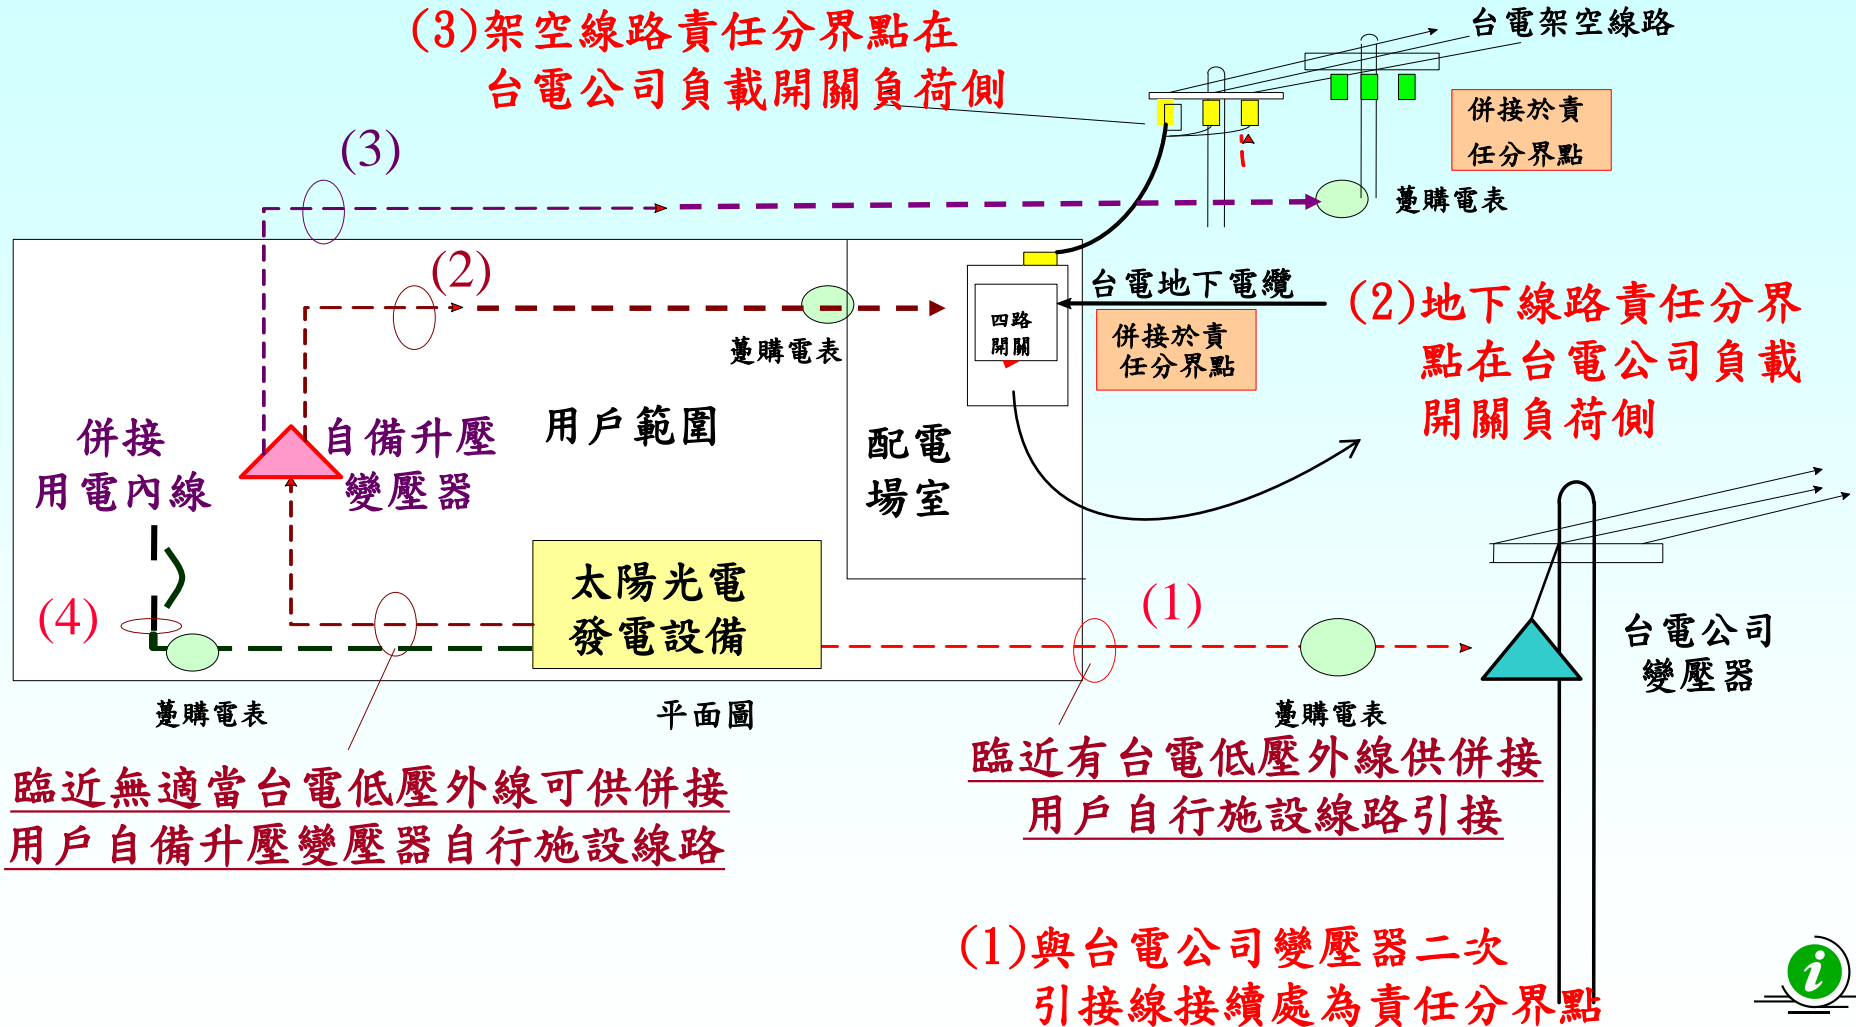 (3)架空線路責任分界點在
台電公司負載開關負荷側
台電架空線路
併接於責
任分界點
(3)
躉購電表
(2)
台電地下電纜
四路
開關
躉購電表
併接於責
任分界點
(2)地下線路責任分界
點在台電公司負載
開關負荷側
併接
用電內線
自備升壓
變壓器
用戶範圍
配電
場室
太陽光電
發電設備
(4)
(1)
台電公司
變壓器
躉購電表
平面圖
躉購電表
臨近無適當台電低壓外線可供併接
用戶自備升壓變壓器自行施設線路
臨近有台電低壓外線供併接
用戶自行施設線路引接
(1)與台電公司變壓器二次
引接線接續處為責任分界點
i